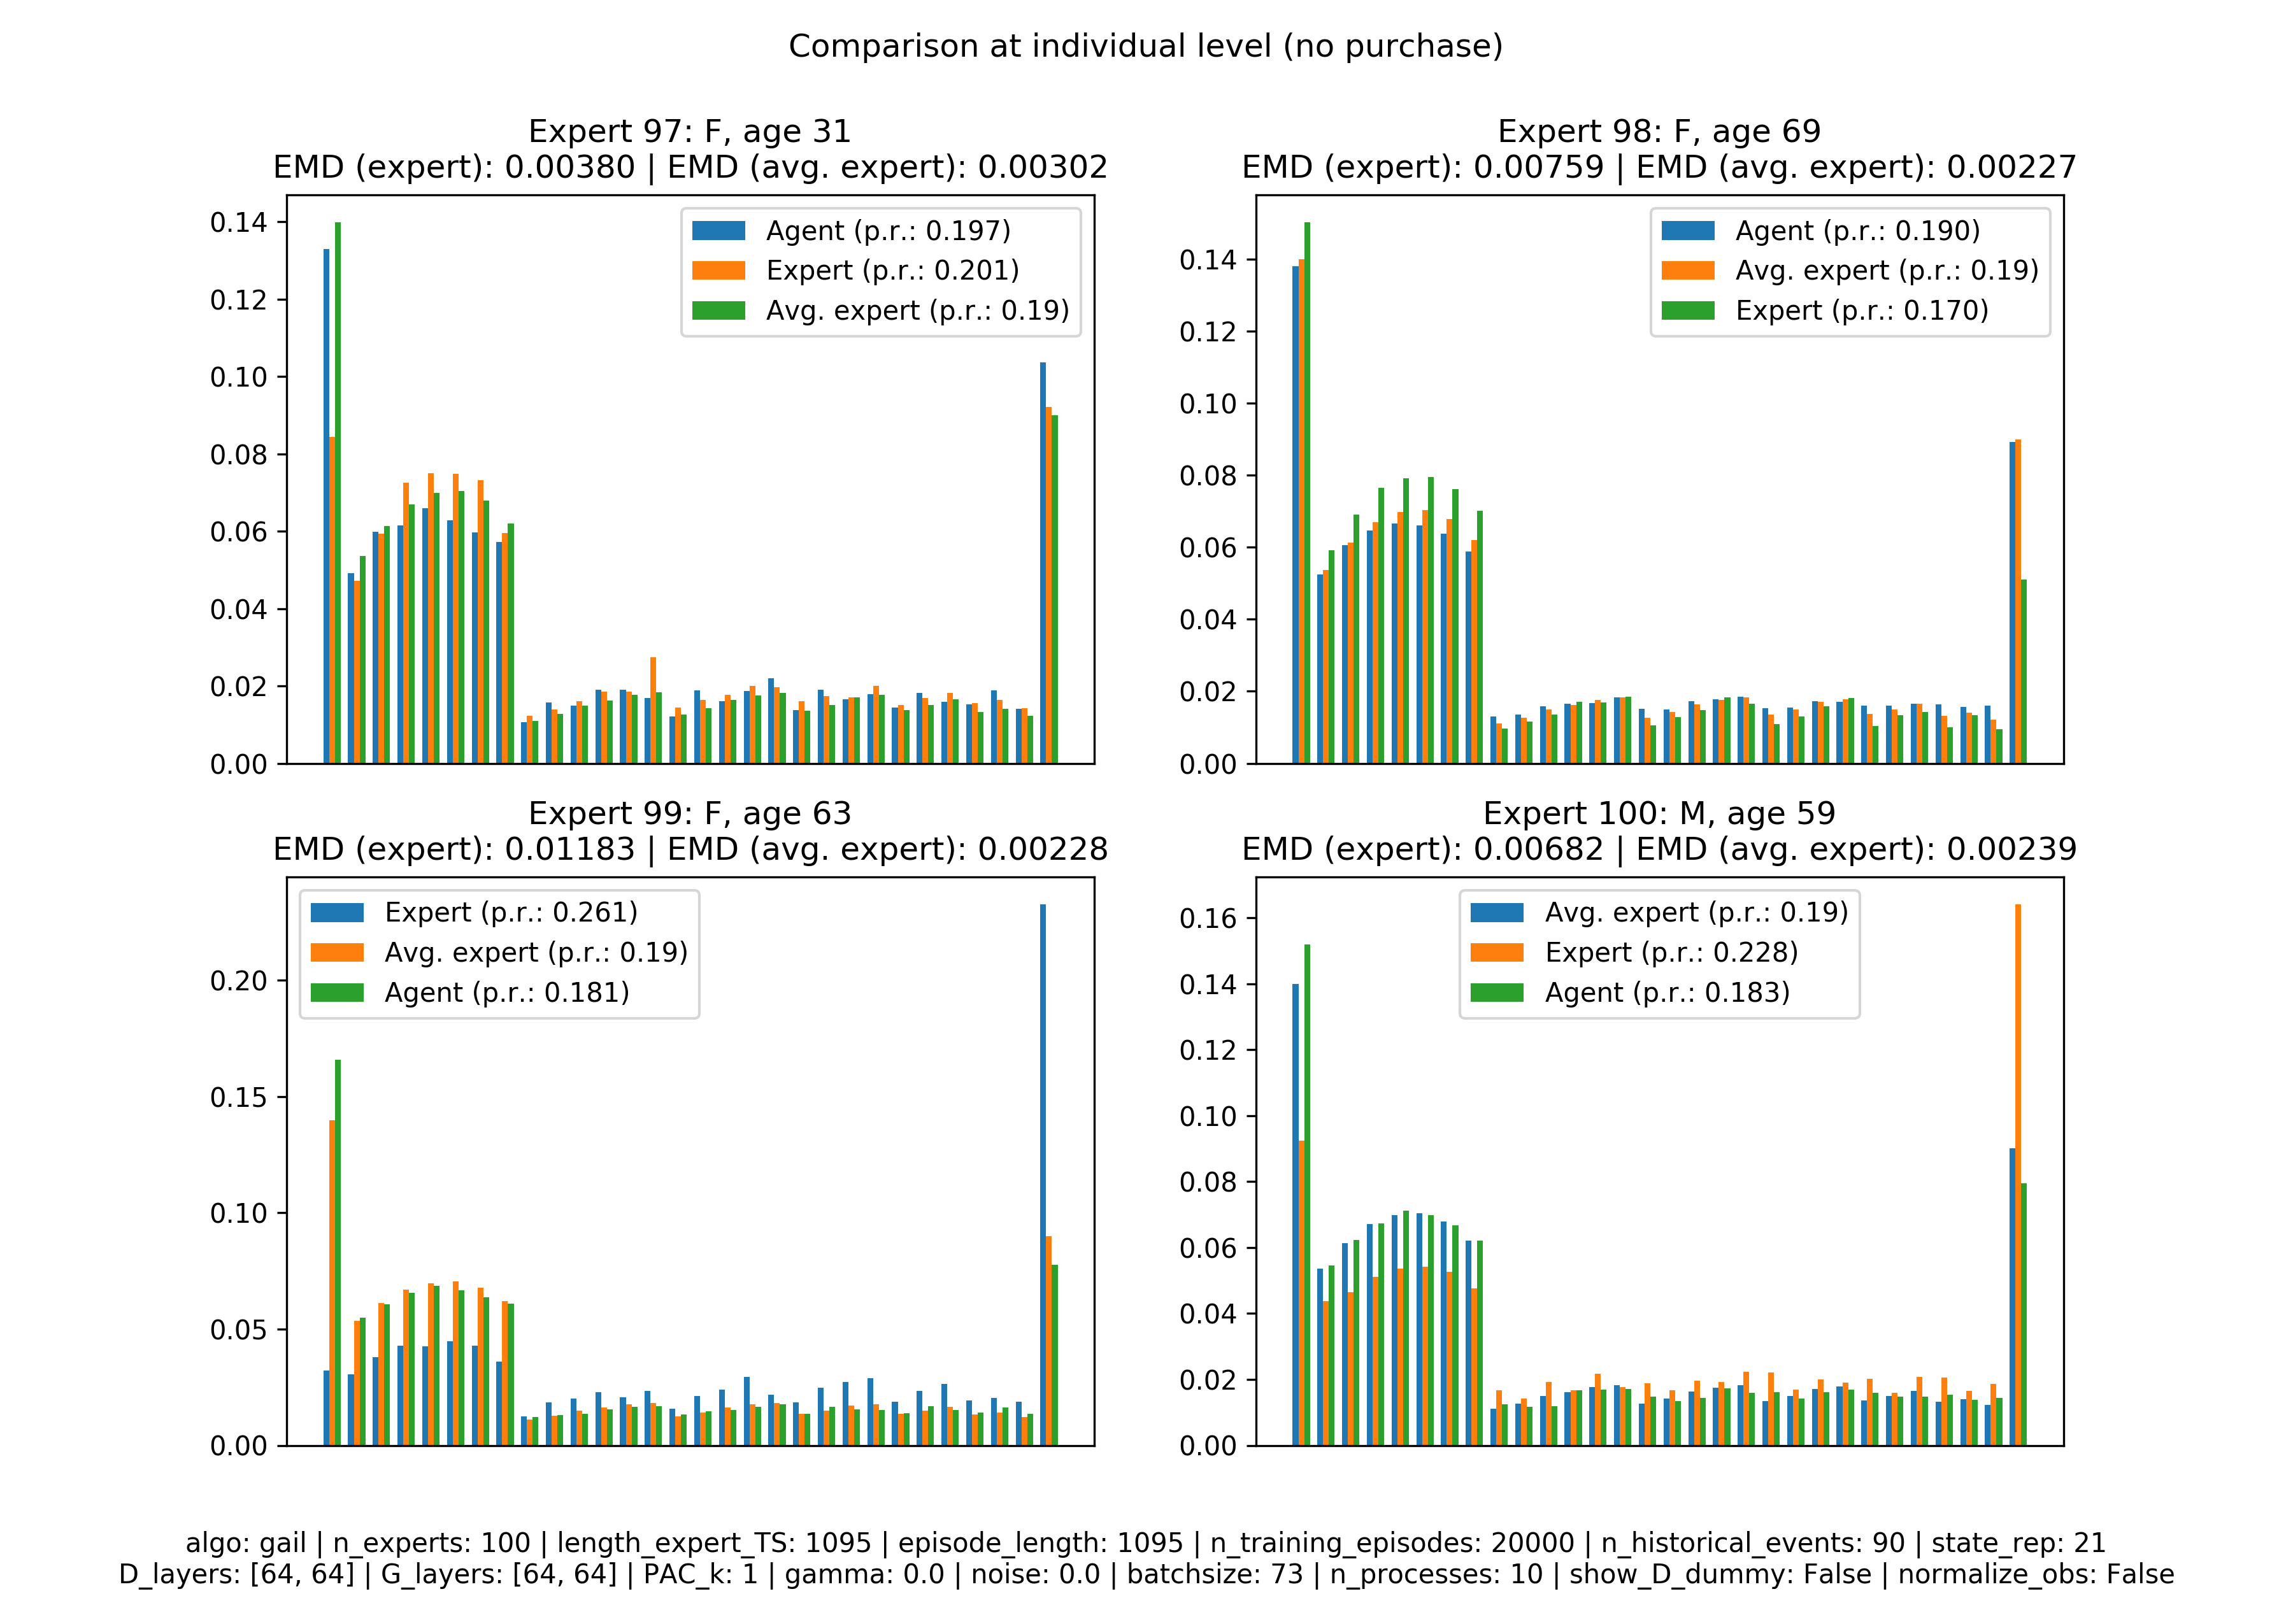 Comparison at individual level (no purchase)
Expert 97: F, age 31
EMD (expert): 0.00380 | EMD (avg. expert): 0.00302
0.14
0.12
0.10
0.08
0.06
0.04
0.02
0.00
Agent (p.r.: 0.197)
Expert (p.r.: 0.201)
Avg. expert (p.r.: 0.19)
Expert 98: F, age 69
EMD (expert): 0.00759 | EMD (avg. expert): 0.00227
0.14
0.12
0.10
0.08
0.06
0.04
0.02
0.00
Agent (p.r.: 0.190)
Avg. expert (p.r.: 0.19)
Expert (p.r.: 0.170)
Expert 99: F, age 63
EMD (expert): 0.01183 | EMD (avg. expert): 0.00228
0.20
0.15
0.10
0.05
0.00
Expert (p.r.: 0.261)
Avg. expert (p.r.: 0.19)
Agent (p.r.: 0.181)
Expert 100: M, age 59
EMD (expert): 0.00682 | EMD (avg. expert): 0.00239
0.16
0.14
0.12
0.10
0.08
0.06
0.04
0.02
0.00
Avg. expert (p.r.: 0.19)
Expert (p.r.: 0.228)
Agent (p.r.: 0.183)
algo: gail | n_experts: 100 | length_expert_TS: 1095 | episode_length: 1095 | n_training_episodes: 20000 | n_historical_events: 90 | state_rep: 21
D_layers: [64, 64] | G_layers: [64, 64] | PAC_k: 1 | gamma: 0.0 | noise: 0.0 | batchsize: 73 | n_processes: 10 | show_D_dummy: False | normalize_obs: False